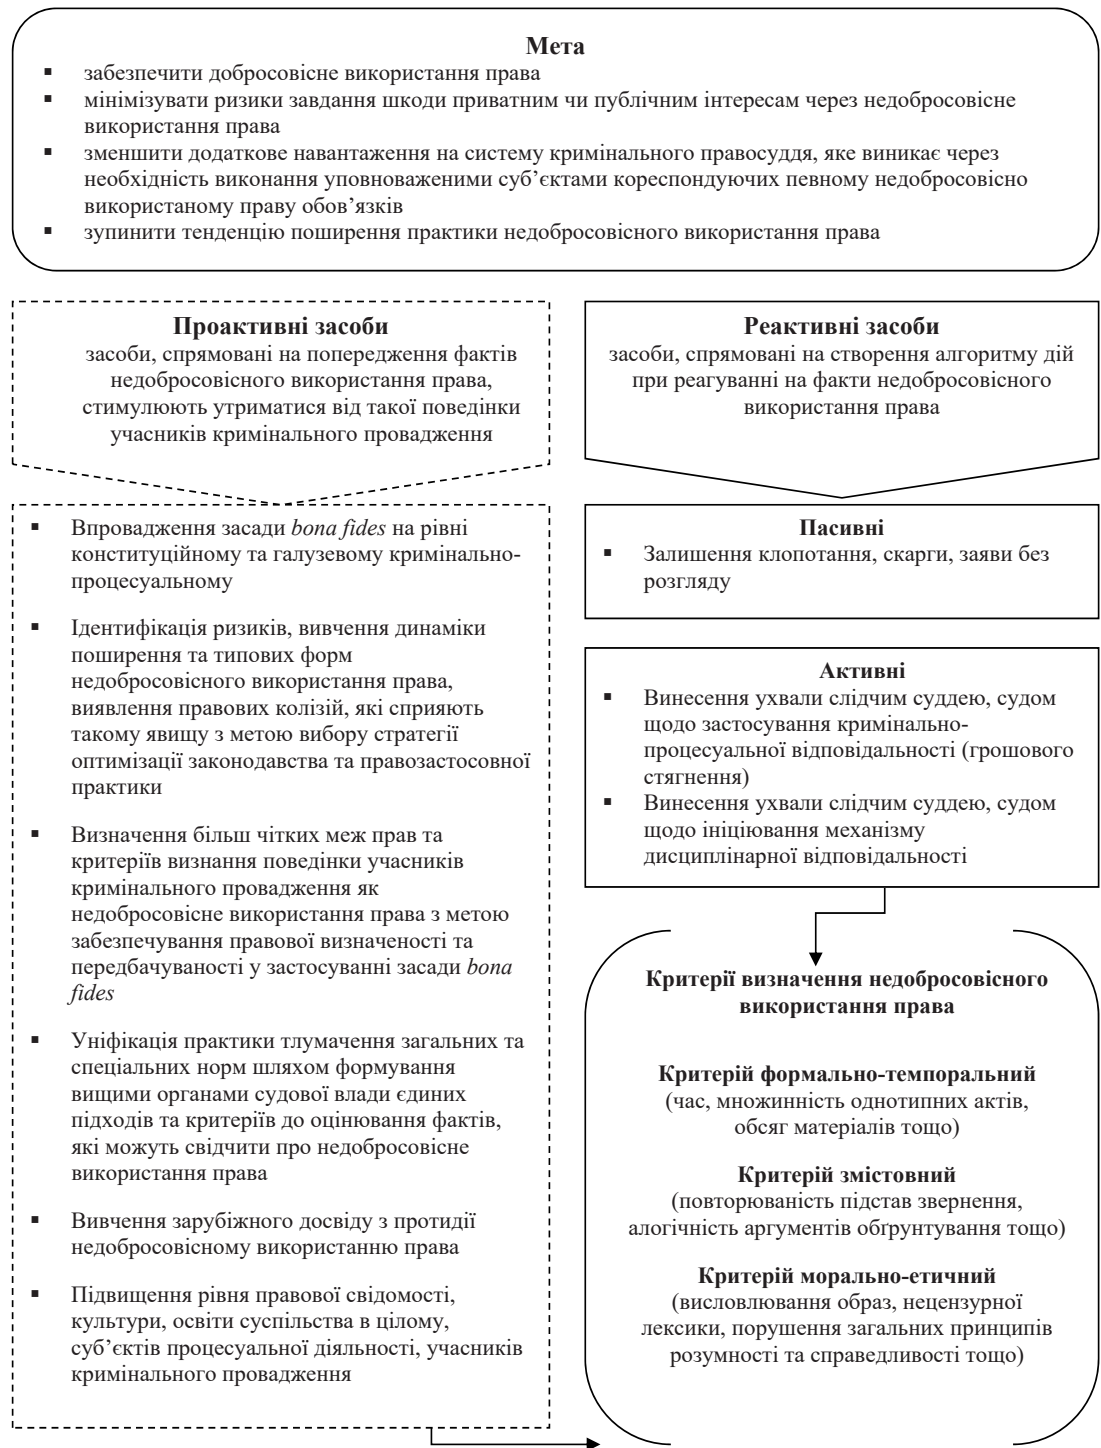 Мета
▪ забезпечити добросовісне використання права
▪ мінімізувати ризики завдання шкоди приватним чи публічним інтересам через недобросовісне
використання права
▪ зменшити додаткове навантаження на систему кримінального правосуддя, яке виникає через
необхідність виконання уповноваженими суб’єктами кореспондуючих певному недобросовісно
використаному праву обов’язків
▪ зупинити тенденцію поширення практики недобросовісного використання права
Проактивні засоби
засоби, спрямовані на попередження фактів
недобросовісного використання права,
стимулюють утриматися від такої поведінки
учасників кримінального провадження
▪ Впровадження засади bona fides на рівні
конституційному та галузевому кримінально-
процесуальному
▪ Ідентифікація ризиків, вивчення динаміки
поширення та типових форм
недобросовісного використання права,
виявлення правових колізій, які сприяють
такому явищу з метою вибору стратегії
оптимізації законодавства та правозастосовної
практики
▪ Визначення більш чітких меж прав та
критеріїв визнання поведінки учасників
кримінального провадження як
недобросовісне використання права з метою
забезпечування правової визначеності та
передбачуваності у застосуванні засади bona
fides
▪ Уніфікація практики тлумачення загальних та
спеціальних норм шляхом формування
вищими органами судової влади єдиних
підходів та критеріїв до оцінювання фактів,
які можуть свідчити про недобросовісне
використання права
▪ Вивчення зарубіжного досвіду з протидії
недобросовісному використанню права
▪ Підвищення рівня правової свідомості,
культури, освіти суспільства в цілому,
суб’єктів процесуальної діяльності, учасників
кримінального провадження
Реактивні засоби
засоби, спрямовані на створення алгоритму дій
при реагуванні на факти недобросовісного
використання права
Пасивні
▪ Залишення клопотання, скарги, заяви без
розгляду
Активні
▪ Винесення ухвали слідчим суддею, судом
щодо застосування кримінально-
процесуальної відповідальності (грошового
стягнення)
▪ Винесення ухвали слідчим суддею, судом
щодо ініціювання механізму
дисциплінарної відповідальності
Критерії визначення недобросовісного
використання права
Критерій формально-темпоральний
(час, множинність однотипних актів,
обсяг матеріалів тощо)
Критерій змістовний
(повторюваність підстав звернення,
алогічність аргументів обґрунтування тощо)
Критерій морально-етичний
(висловлювання образ, нецензурної
лексики, порушення загальних принципів
розумності та справедливості тощо)